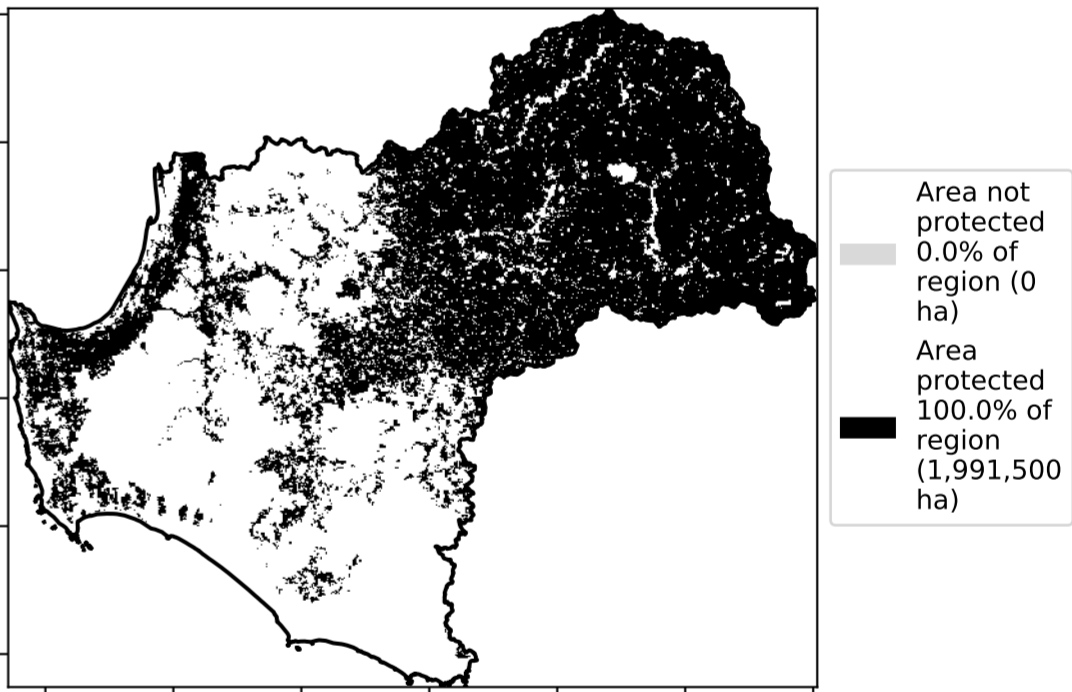 Area not
protected
0.0% of
region (0
ha)
Area
protected
100.0% of
region
(1,991,500
ha)